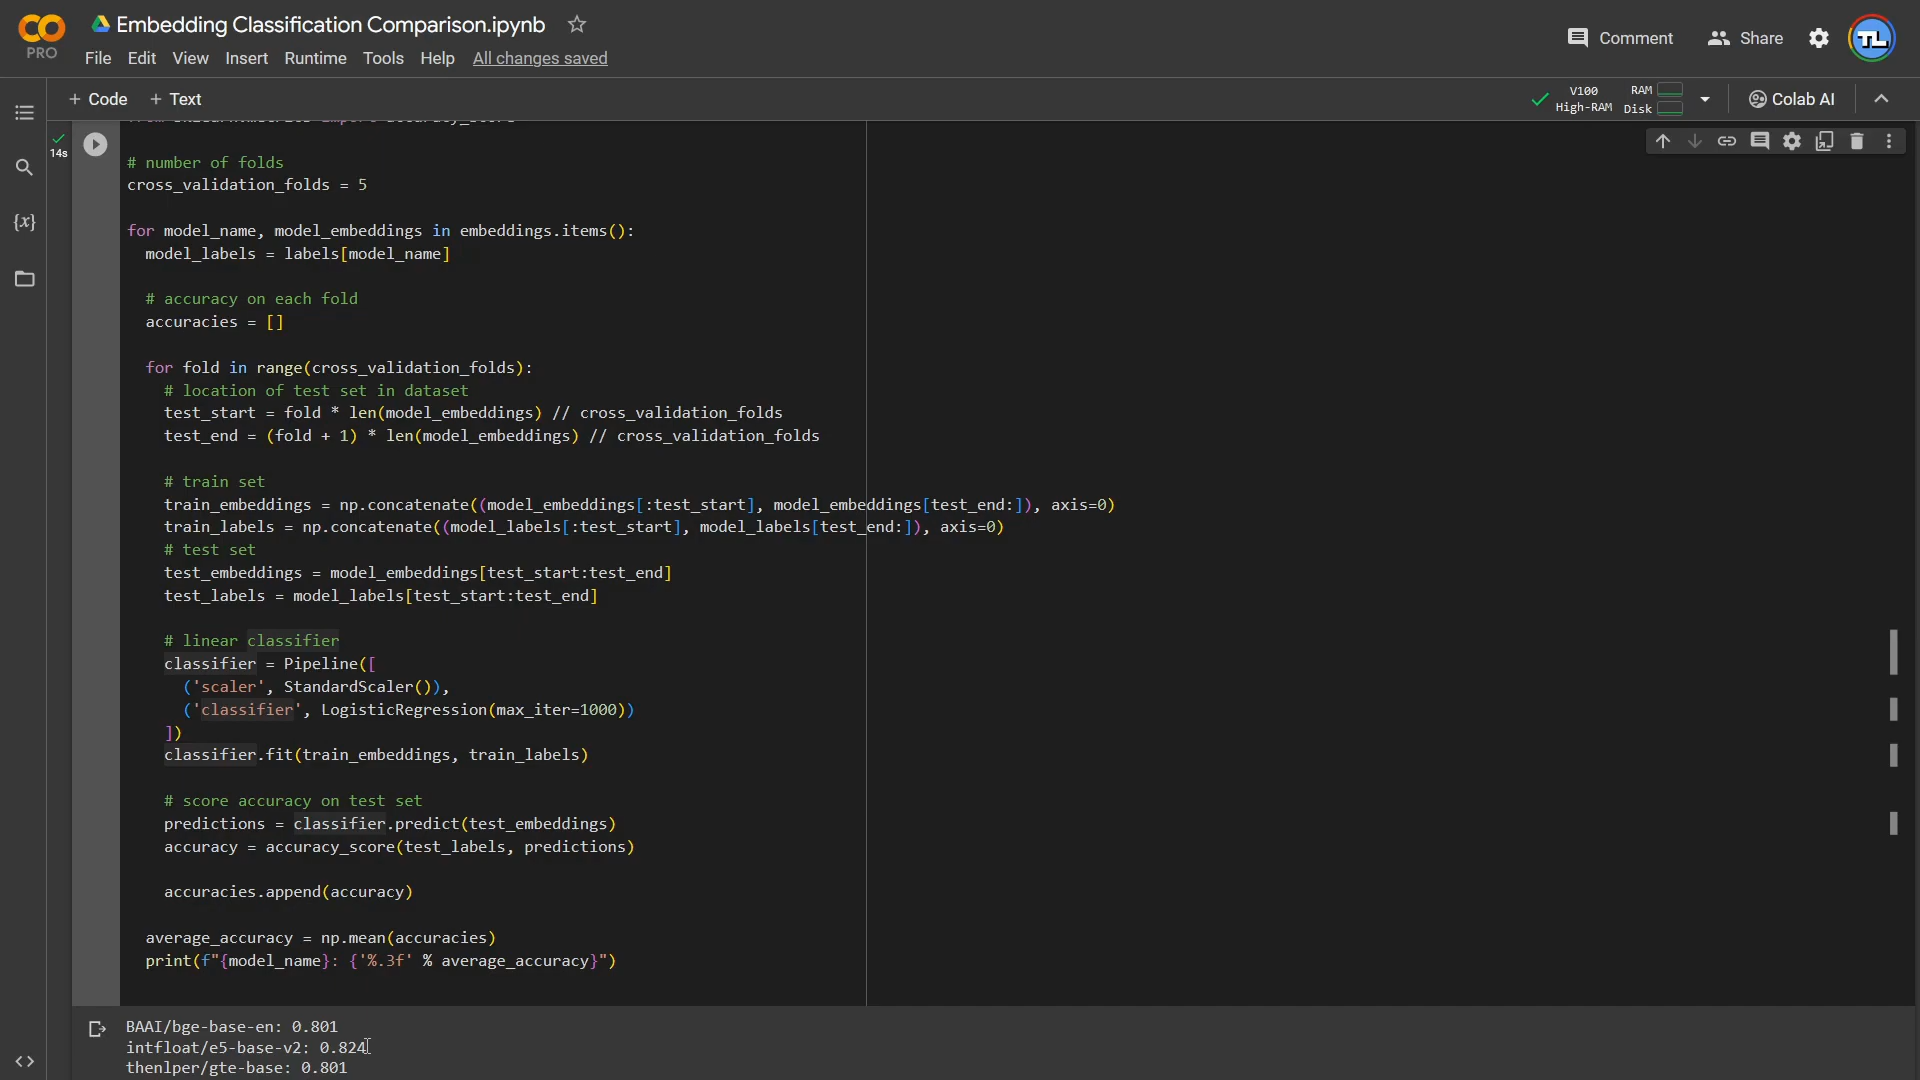 PRO
Embedding Classification Comparison.ipynb
File Edit View Insert Runtime Tools Help All changes saved
Comment Share TL
+ Code + Text
V100
High-RAM
RAM
Disk
Colab AI
14s
{x}
# number of folds
cross_validation_folds = 5
for model_name, model_embeddings in embeddings.items():
model_labels = labels[model_name]
# accuracy on each fold
accuracies = []
for fold in range(cross_validation_folds):
# location of test set in dataset
test_start = fold * len(model_embeddings) // cross_validation_folds
test_end = (fold + 1) * len(model_embeddings) // cross_validation_folds
# train set
train_embeddings = np.concatenate((model_embeddings[:test_start], model_embeddings[test_end:]), axis=0)
train_labels = np.concatenate((model_labels[:test_start], model_labels[test_end:]), axis=0)
# test set
test_embeddings = model_embeddings[test_start:test_end]
test_labels = model_labels[test_start:test_end]
# linear classifier
classifier = Pipeline([
('scaler', StandardScaler()),
('classifier', LogisticRegression(max_iter=1000))
])
classifier.fit(train_embeddings, train_labels)
# score accuracy on test set
predictions = classifier.predict(test_embeddings)
accuracy = accuracy_score(test_labels, predictions)
accuracies.append(accuracy)
average_accuracy = np.mean(accuracies)
print(f"{model_name}: {'%.3f' % average_accuracy}")
BAAI/bge-base-en: 0.801
intfloat/e5-base-v2: 0.824
thenlper/gte-base: 0.801